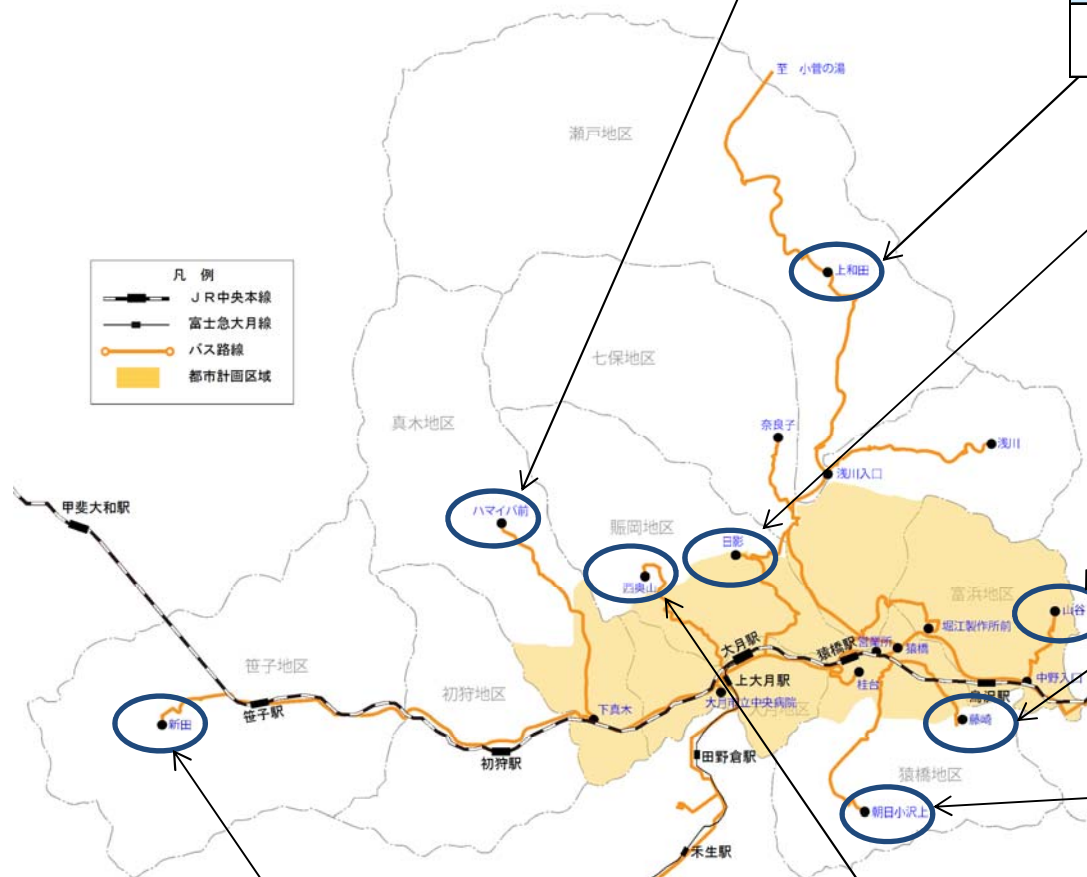 至 小菅の湯
瀬戸地区
上和田
凡 例
JR中央本線
富士急大月線
バス路線
都市計画区域
七保地区
真木地区
奈良子
浅川
浅川入口
甲斐大和駅
ハマイバ前
賑岡地区
日影
西奥山
富浜地区
山谷
堀江製作所前
大月駅
猿橋駅
営業所
猿橋
笹子地区
上大月駅
桂台
中野入口
鳥沢駅
初狩地区
大月市立中央病院
大月地区
笹子駅
新田
下真木
藤崎
初狩駅
田野倉駅
猿橋地区
朝日小沢上
禾生駅